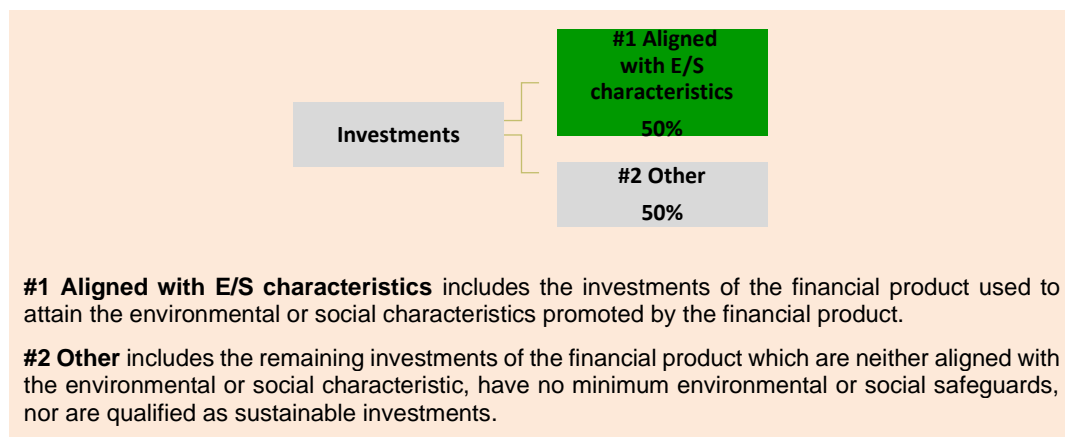 #1 Aligned
with E/S
characteristics
50%
Investments
#2 Other
50%
#1 Aligned with E/S characteristics includes the investments of the financial product used to
attain the environmental or social characteristics promoted by the financial product.
#2 Other includes the remaining investments of the financial product which are neither aligned with
the environmental or social characteristic, have no minimum environmental or social safeguards,
nor are qualified as sustainable investments.